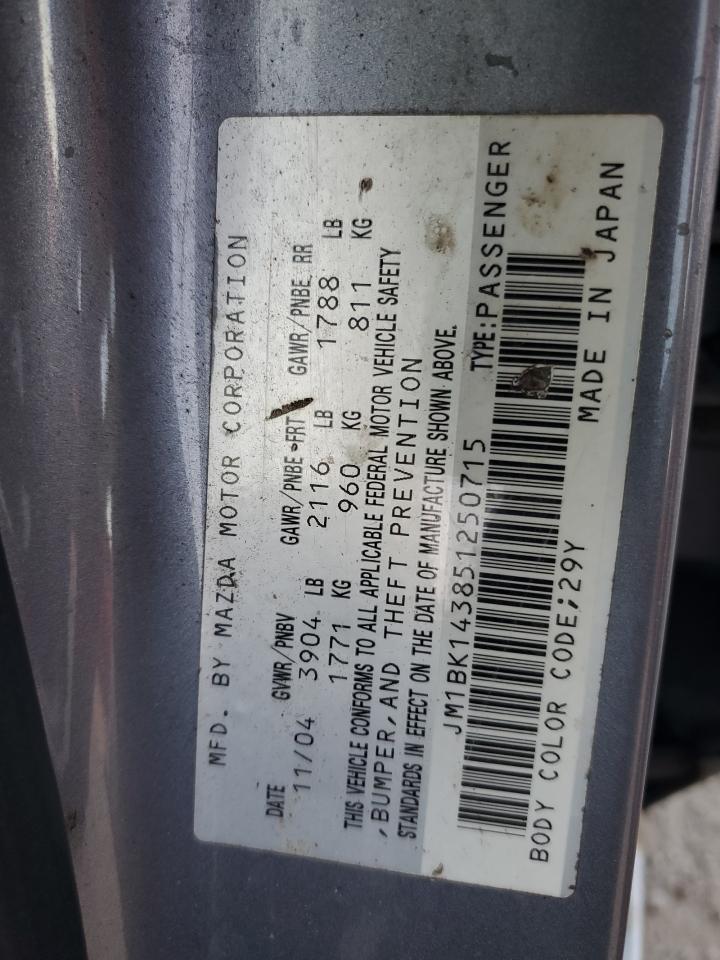 MFD. BY MAZDA MOTOR CORPORATION
DATE GVWR/PNBV GAWR/PNBE FRT GAWR/PNBE RR
11/04 3904 LB 2116 LB 1788 LB
1771 KG 960 KG 811 KG
THIS VEHICLE CONFORMS TO ALL APPLICABLE FEDERAL MOTOR VEHICLE SAFETY
,BUMPER,AND THEFT PREVENTION
STANDARDS IN EFFECT ON THE DATE OF MANUFACTURE SHOWN ABOVE.
JM1BK143851250715 TYPE:PASSENGER
BODY COLOR CODE;29Y MADE IN JAPAN